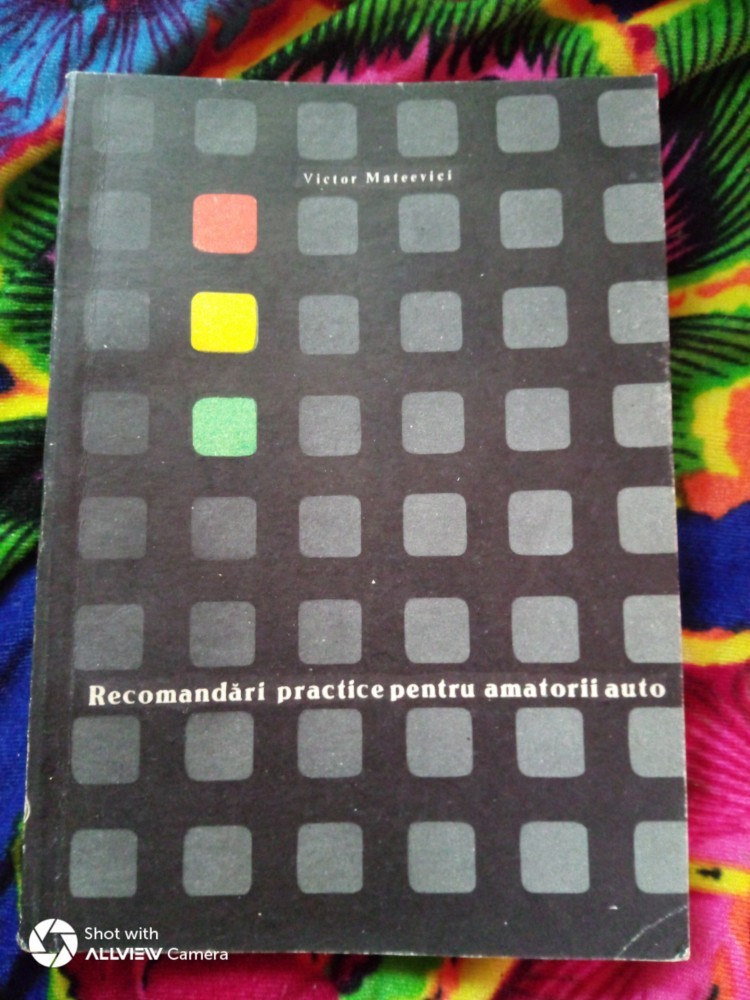 Victor Mateevici
Recomandări practice pentru amatorii auto
Shot with
ALLVIEW Camera